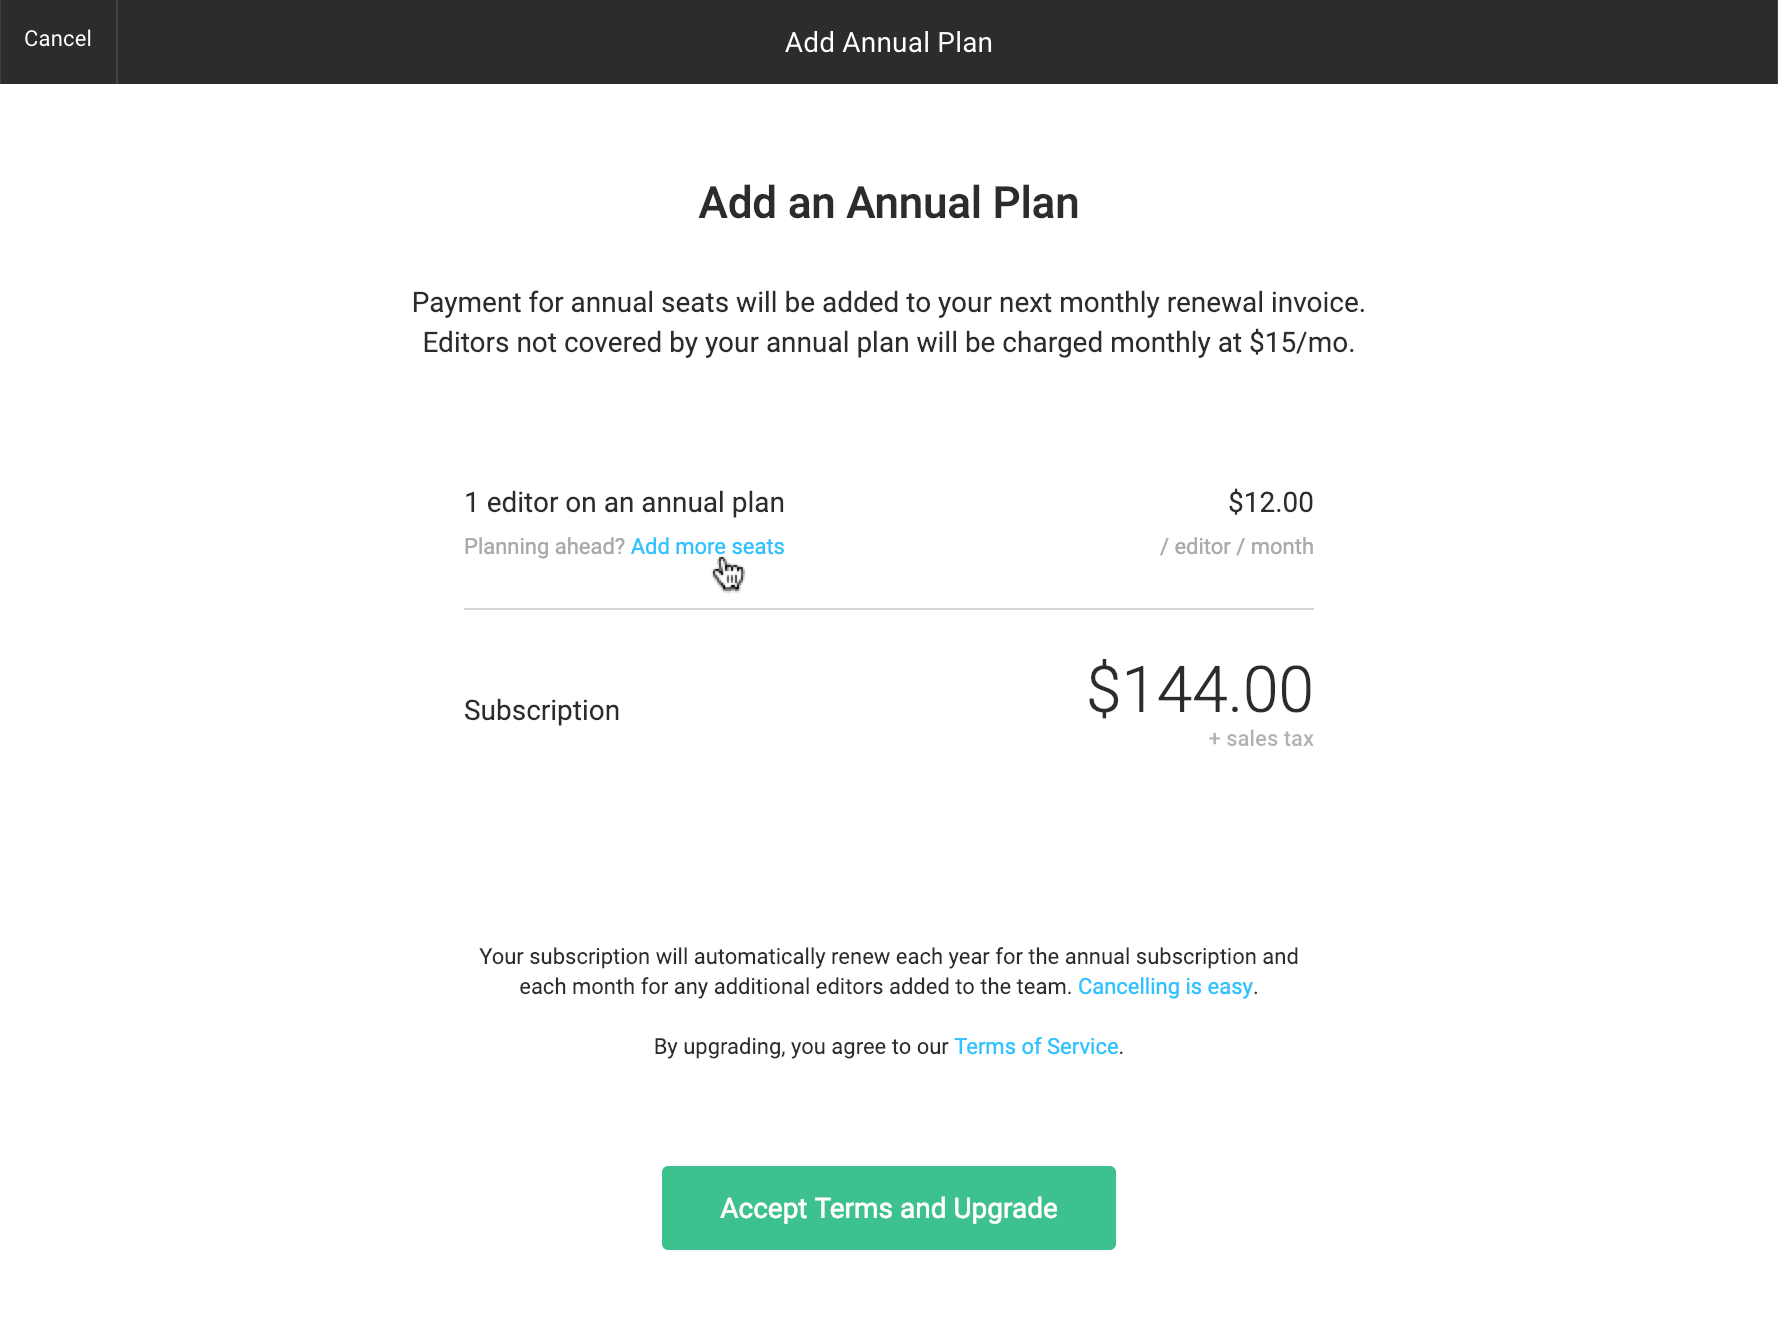 Cancel
Add Annual Plan
Add an Annual Plan
Payment for annual seats will be added to your next monthly renewal invoice.
Editors not covered by your annual plan will be charged monthly at $15/mo.
1 editor on an annual plan
$12.00
Planning ahead? Add more seats
/ editor / month
Subscription
$144.00
+ sales tax
Your subscription will automatically renew each year for the annual subscription and
each month for any additional editors added to the team. Cancelling is easy.
By upgrading, you agree to our Terms of Service.
Accept Terms and Upgrade